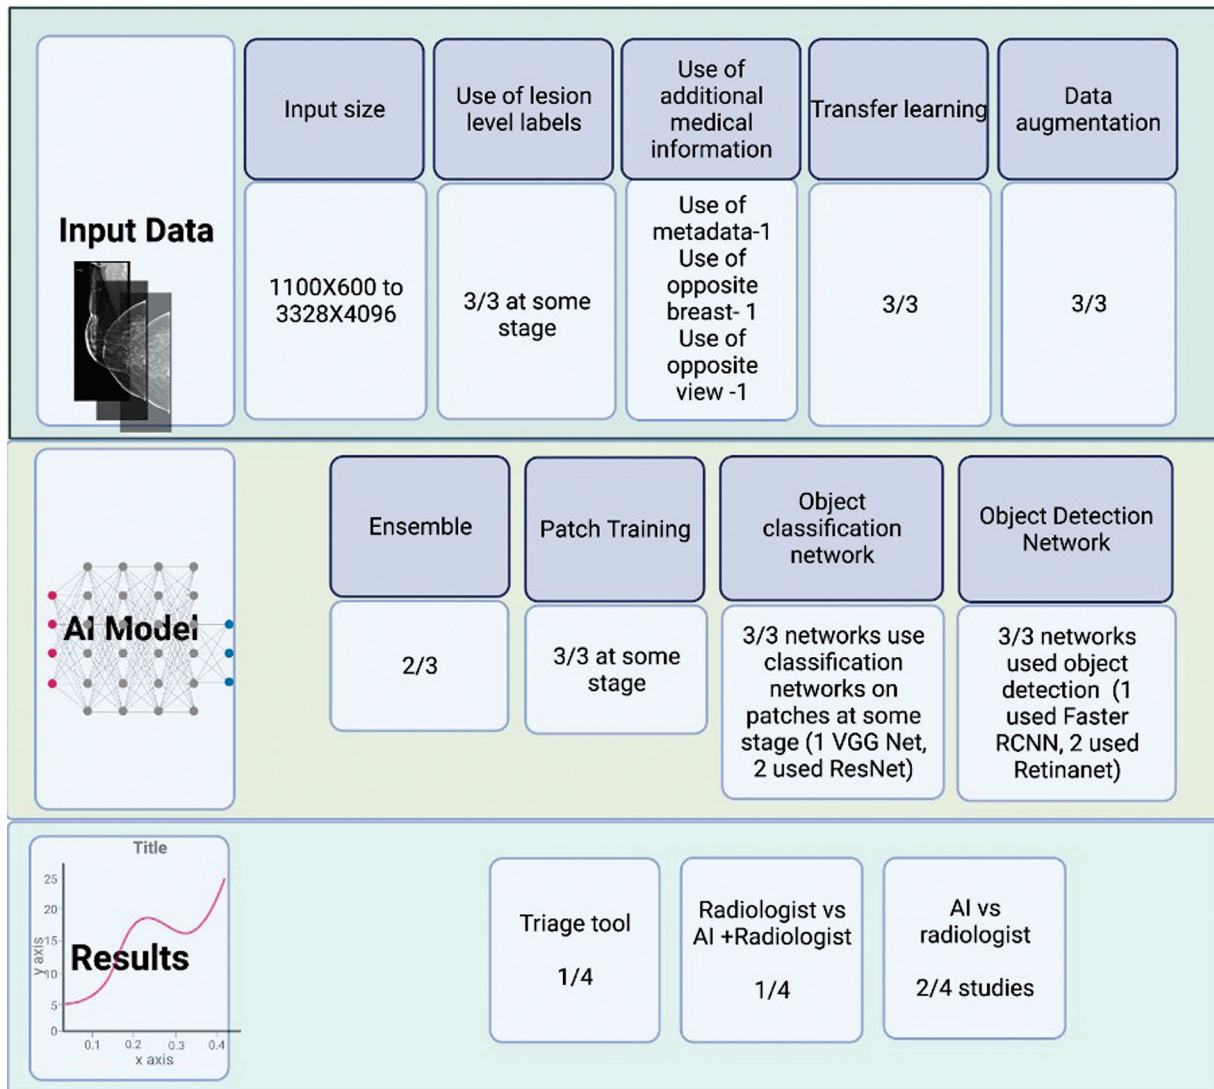 Input Data
Input size
Use of lesion
level labels
Use of
additional
medical
information
Transfer learning
Data
augmentation
1100X600 to
3328X4096
3/3 at some
stage
Use of
metadata-1
Use of
opposite
breast- 1
Use of
opposite
view -1
3/3
3/3
AI Model
Ensemble
Patch Training
Object
classification
network
Object Detection
Network
2/3
3/3 at some
stage
3/3 networks use
classification
networks on
patches at some
stage (1 VGG Net,
2 used ResNet)
3/3 networks
used object
detection (1
used Faster
RCNN, 2 used
Retinanet)
Title
25
20
15
10
5
0
y axis
Results
0.1
0.2
0.3
0.4
x axis
Triage tool
1/4
Radiologist vs
AI +Radiologist
1/4
AI vs
radiologist
2/4 studies